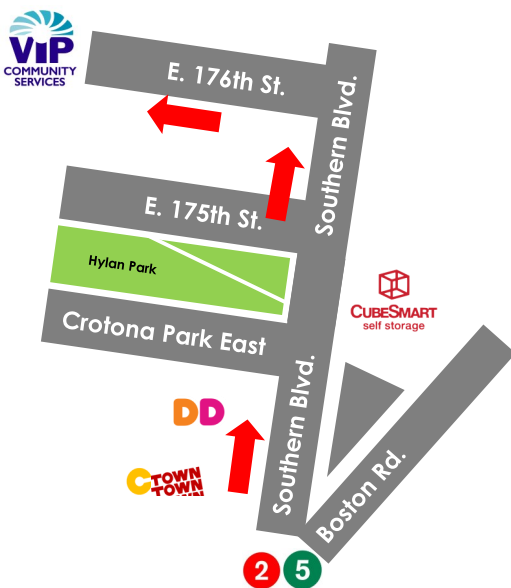 ViP
COMMUNITY
SERVICES
E. 176th St.
Southern Blvd.
E. 175th St.
Hylan Park
CUBESMART
self storage
Crotona Park East
Southern Blvd.
DD
CTOWN
TOWN
Boston Rd.
2 5